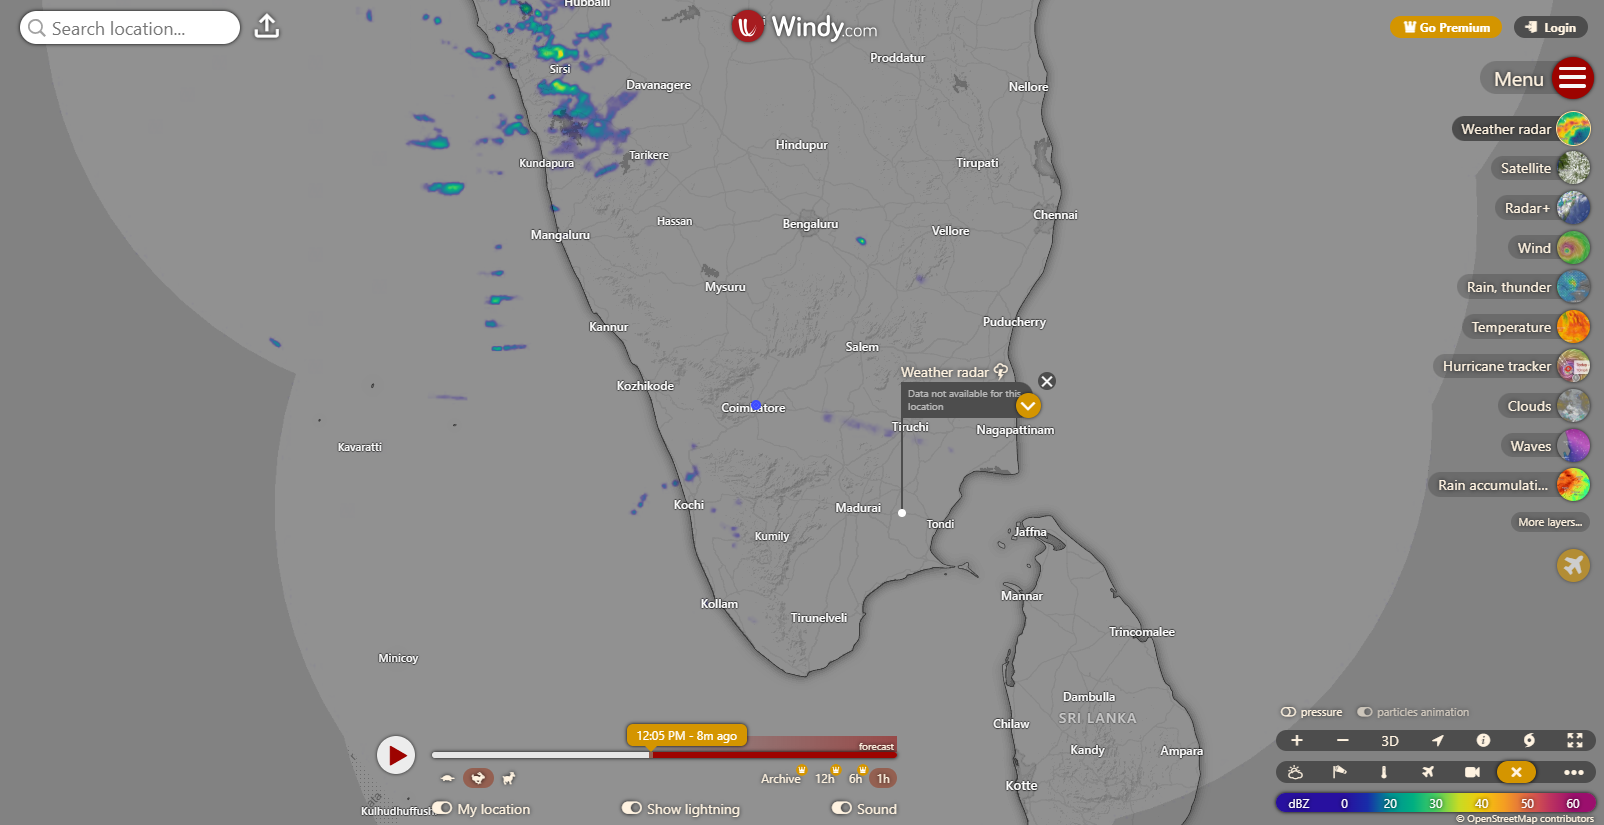 Search location...
Windy.com
Go Premium
Login
Menu
Weather radar
Satellite
Radar+
Wind
Rain, thunder
Temperature
Hurricane tracker
Clouds
Waves
Rain accumulati...
More layers...
Hubballi
Sirsi
Davanagere
Proddatur
Nellore
Kundapura
Tarikere
Hindupur
Tirupati
Hassan
Bengaluru
Chennai
Mangaluru
Vellore
Mysuru
Kannur
Puducherry
Salem
Weather radar
Data not available for this
location
Kozhikode
Coimbatore
Tiruchi
Nagapattinam
Kavaratti
Kochi
Madurai
Tondi
Kumily
Jaffna
Mannar
Kollam
Tirunelveli
Trincomalee
Minicoy
Dambulla
Chilaw
SRI LANKA
Kandy
Ampara
Kotte
Kulhudhuffush
12:05 PM - 8m ago
forecast
Archive
12h
6h
1h
My location
Show lightning
Sound
pressure
particles animation
3D
dBZ 0 20 30 40 50 60
© OpenStreetMap contributors